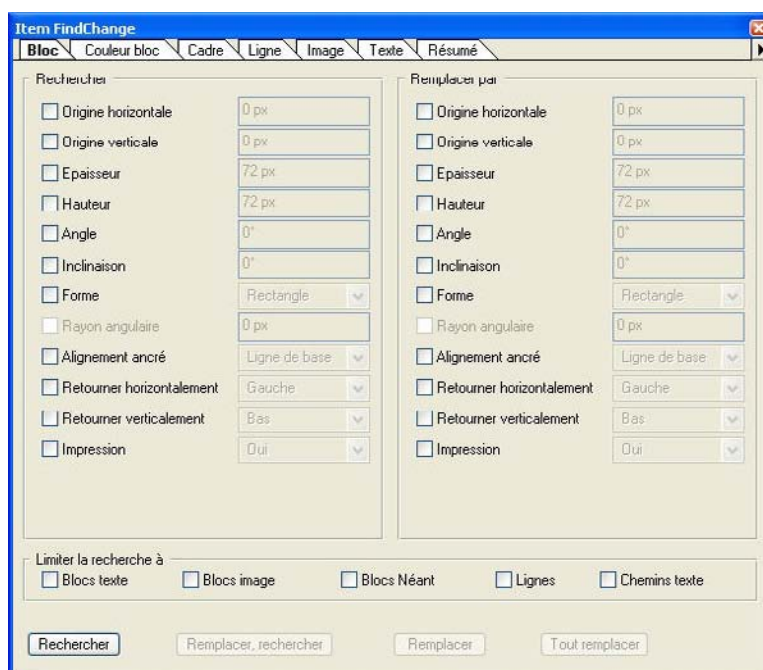 Item FindChange
Bloc Couleur bloc Cadre Ligne Image Texte Résumé
Rechercher
Origine horizontale 0 px
Origine verticale 0 px
Epaisseur 72 px
Hauteur 72 px
Angle 0°
Inclinaison 0°
Forme Rectangle
Rayon angulaire 0 px
Alignement ancré Ligne de base
Retourner horizontalement Gauche
Retourner verticalement Bas
Impression Oui
Remplacer par
Origine horizontale 0 px
Origine verticale 0 px
Epaisseur 72 px
Hauteur 72 px
Angle 0°
Inclinaison 0°
Forme Rectangle
Rayon angulaire 0 px
Alignement ancré Ligne de base
Retourner horizontalement Gauche
Retourner verticalement Bas
Impression Oui
Limiter la recherche à
Blocs texte Blocs image Blocs Néant Lignes Chemins texte
Rechercher Remplacer, rechercher Remplacer Tout remplacer